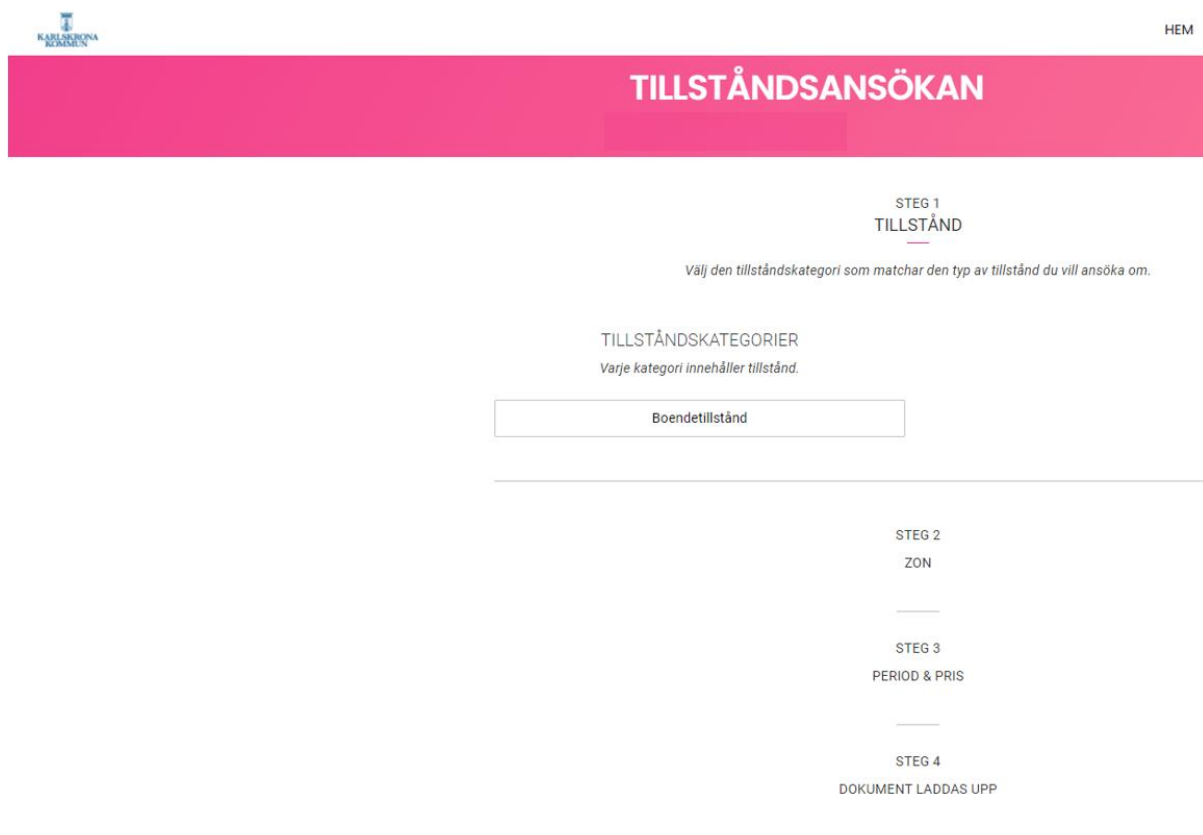 KARLSKRONA
KOMMUN
HEM
TILLSTÅNDSANSÖKAN
STEG 1
TILLSTÅND
Välj den tillståndskategori som matchar den typ av tillstånd du vill ansöka om.
TILLSTÅNDSKATEGORIER
Varje kategori innehåller tillstånd.
Boendetillstånd
STEG 2
ZON
STEG 3
PERIOD & PRIS
STEG 4
DOKUMENT LADDAS UPP